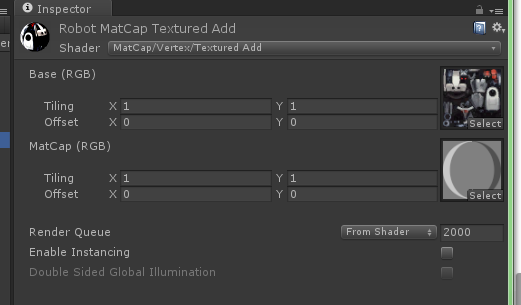 Inspector
Robot MatCap Textured Add
Shader MatCap/Vertex/Textured Add
Base (RGB)
Tiling X 1 Y 1
Offset X 0 Y 0
Select
MatCap (RGB)
Tiling X 1 Y 1
Offset X 0 Y 0
Select
Render Queue From Shader 2000
Enable Instancing
Double Sided Global Illumination